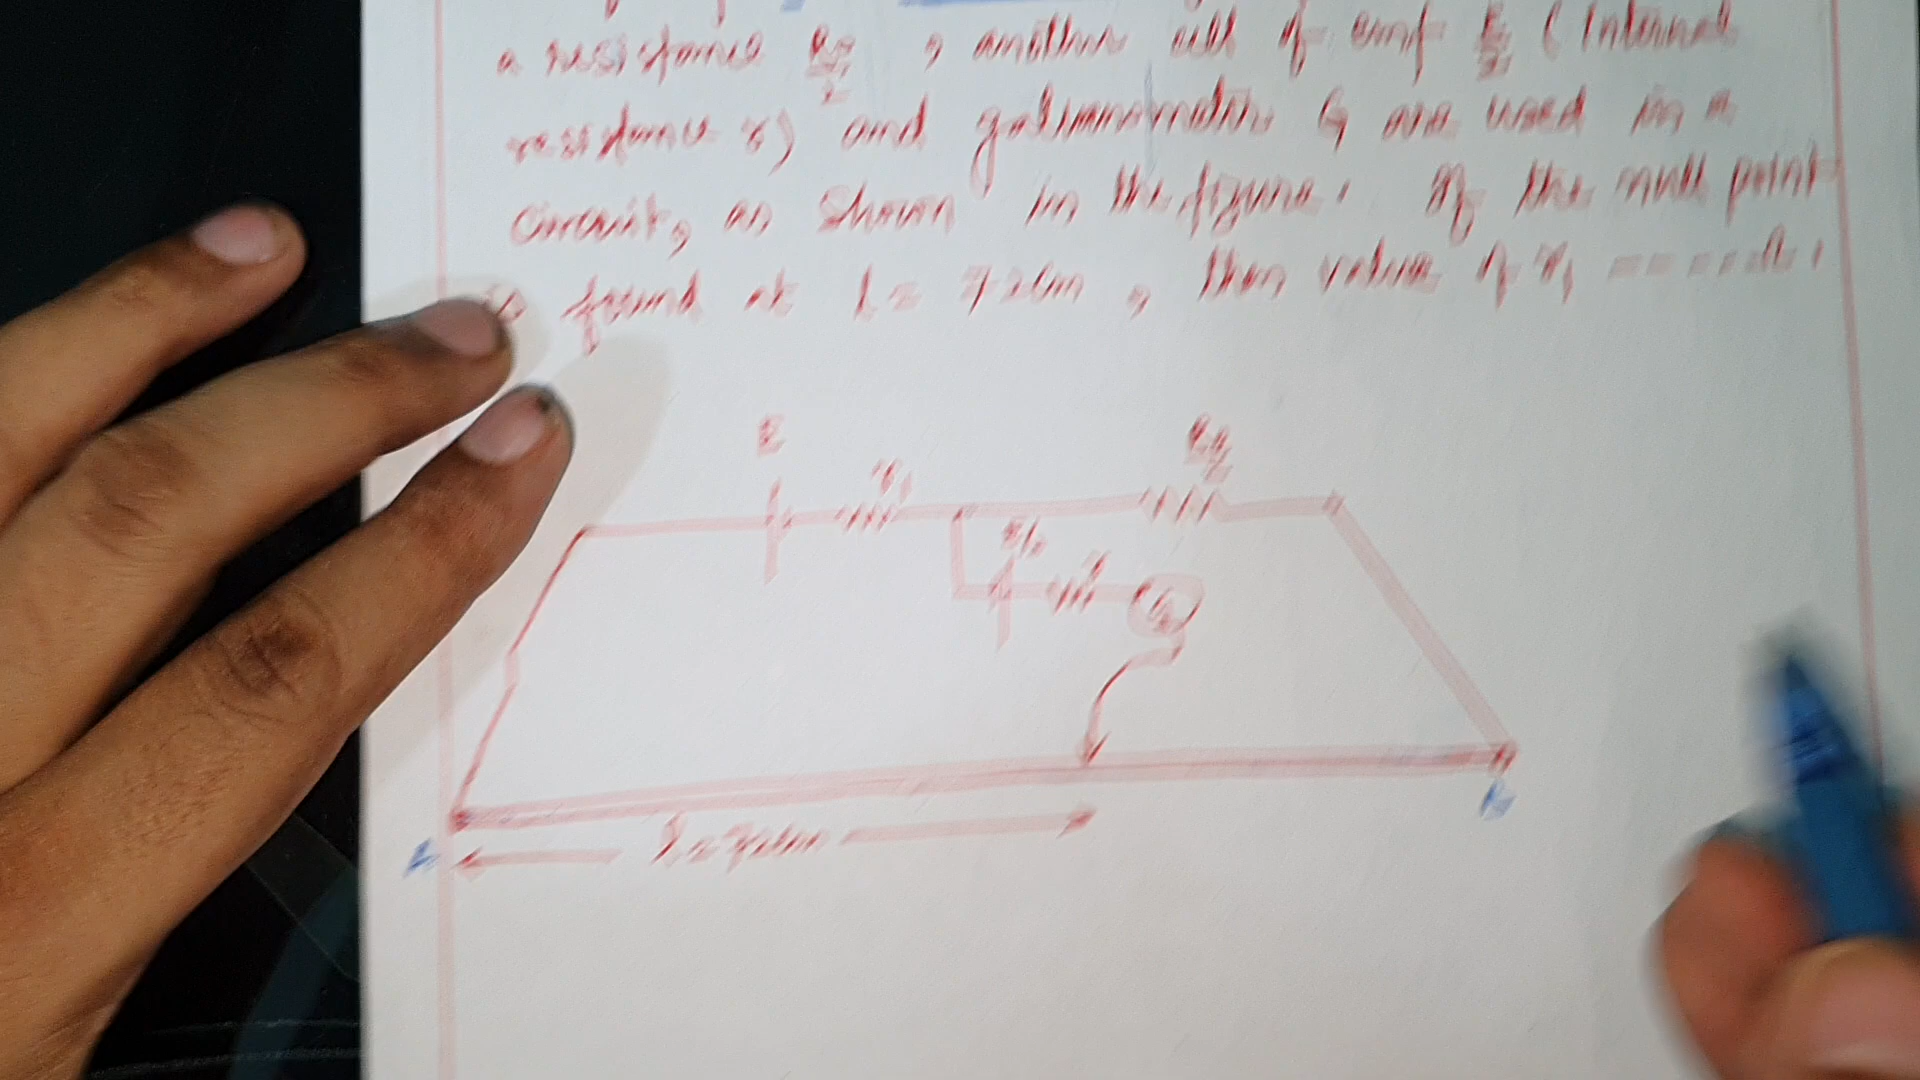 a resistance R₀/2, another cell of emf E/2 (Internal
resistance r) and galvanometer G are used in a
circuit, as shown in the figure. If the null point
is found at l = 72cm, then value of r₁ -----Ω.
E
r₁
R₀/2
E/2
r
G
l=72cm
A
B